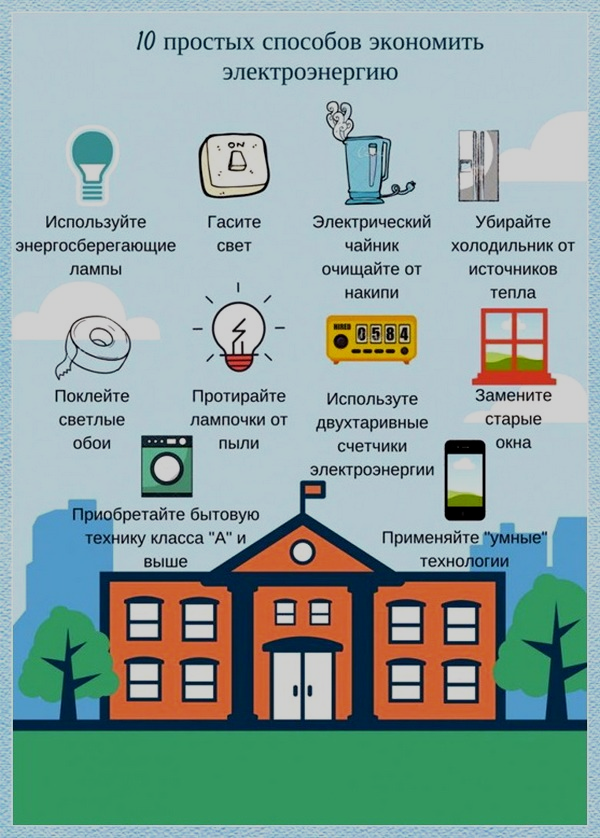 10 простых способов экономить
электроэнергию
ON
Используйте
энергосберегающие
лампы
Гасите
свет
Электрический
чайник
очищайте от
накипи
Убирайте
холодильник от
источников
тепла
HIRED
0584
Поклейте
светлые
обои
Протирайте
лампочки от
пыли
Используте
двухтаривные
счетчики
электроэнергии
Замените
старые
окна
Приобретайте бытовую
технику класса "А" и
выше
Применяйте "умные"
технологии